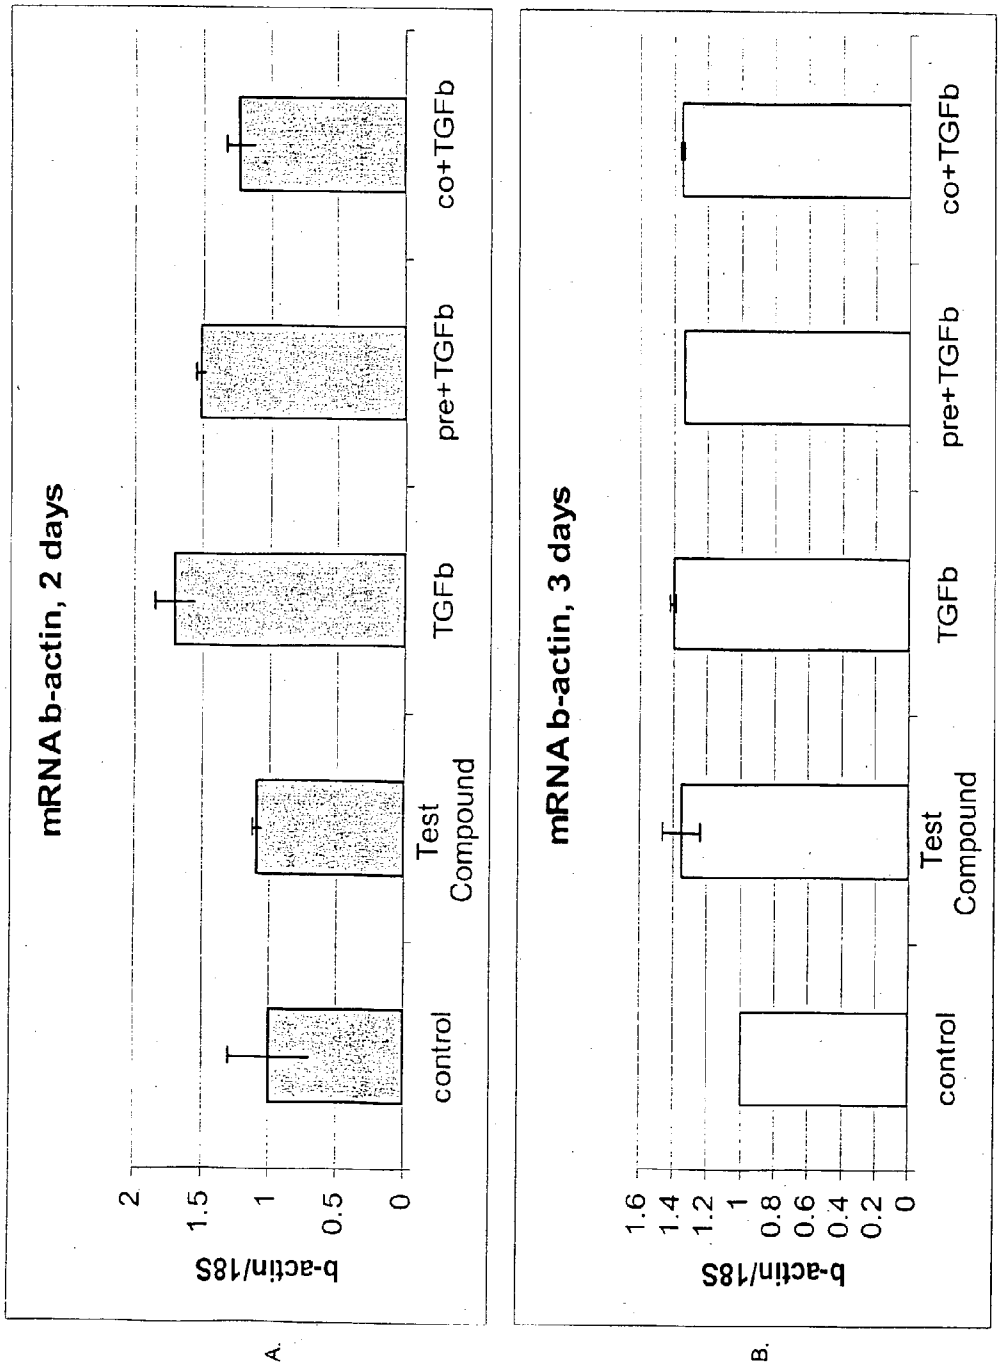 A.
mRNA b-actin, 2 days
b-actin/18S
2
1.5
1
0.5
0
control
Test
Compound
TGFb
pre+TGFb
co+TGFb
B.
mRNA b-actin, 3 days
b-actin/18S
1.6
1.4
1.2
1
0.8
0.6
0.4
0.2
0
control
Test
Compound
TGFb
pre+TGFb
co+TGFb